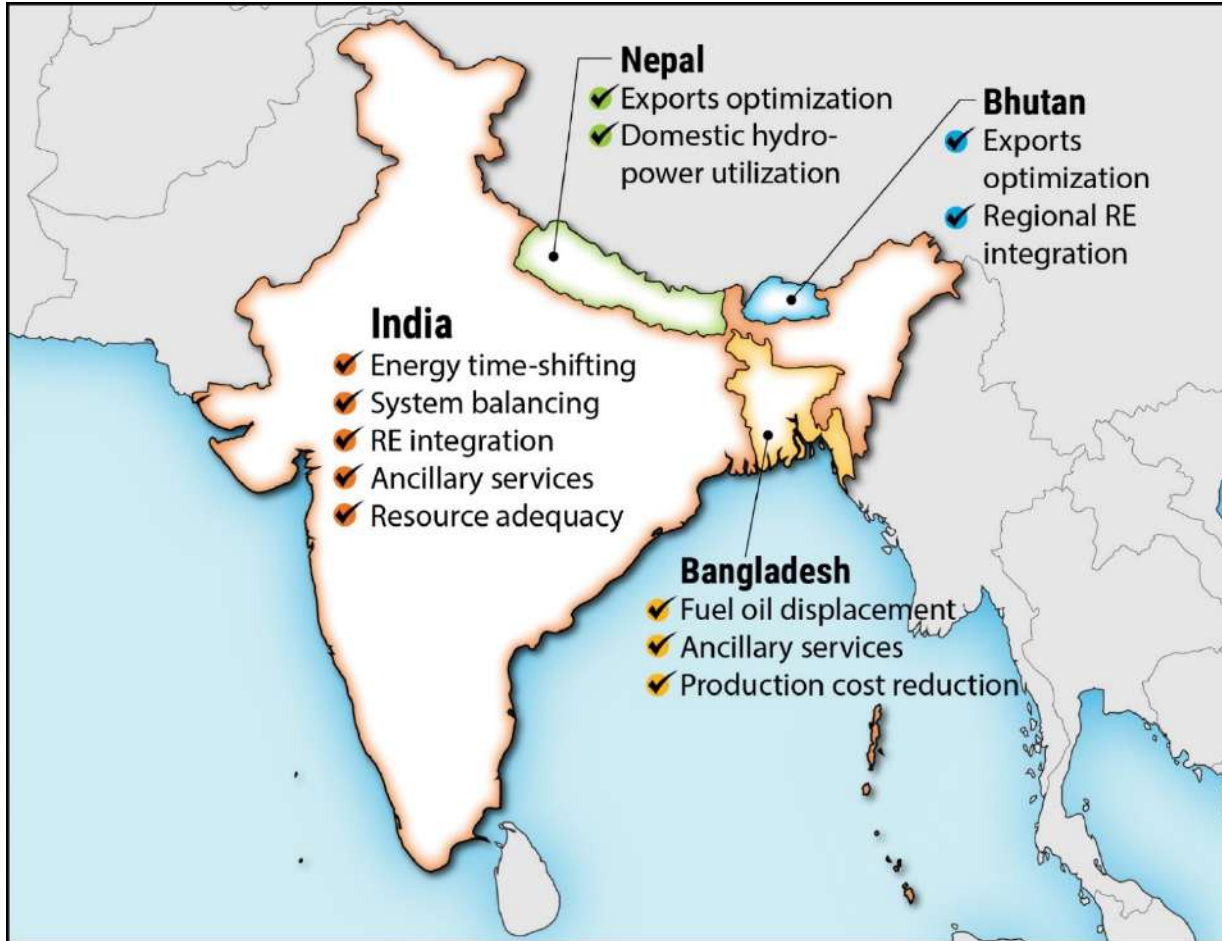 Nepal
Exports optimization
Domestic hydro-
power utilization
Bhutan
Exports
optimization
Regional RE
integration
India
Energy time-shifting
System balancing
RE integration
Ancillary services
Resource adequacy
Bangladesh
Fuel oil displacement
Ancillary services
Production cost reduction